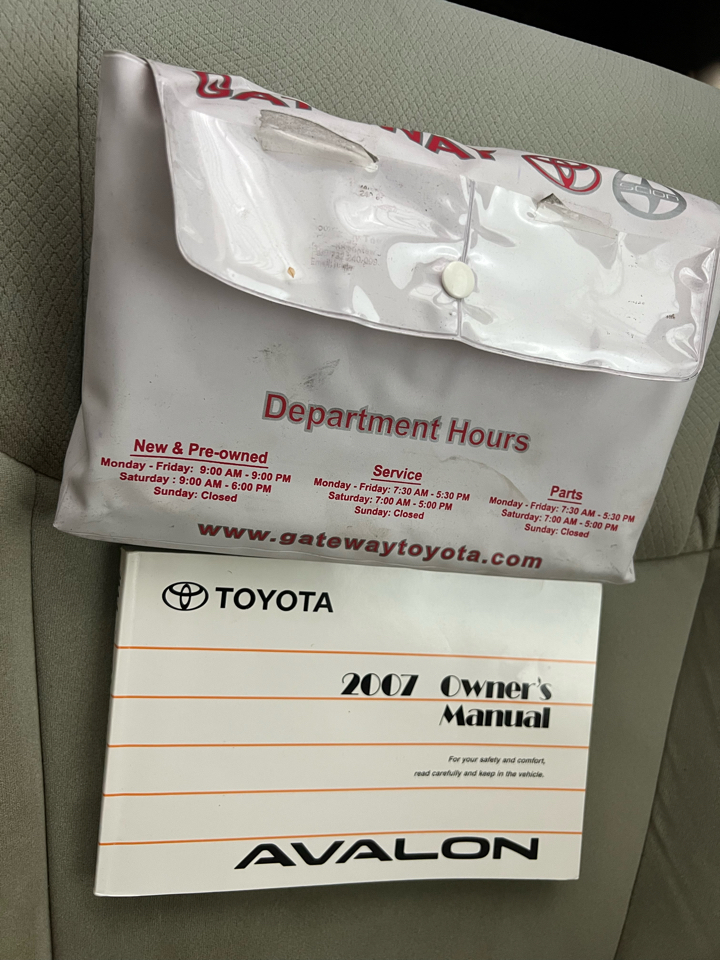 GATEWAY
SCION
Department Hours
New & Pre-owned
Monday - Friday: 9:00 AM - 9:00 PM
Saturday : 9:00 AM - 6:00 PM
Sunday: Closed
Service
Monday - Friday: 7:30 AM - 5:30 PM
Saturday: 7:00 AM - 5:00 PM
Sunday: Closed
Parts
Monday - Friday: 7:30 AM - 5:30 PM
Saturday: 7:00 AM - 5:00 PM
Sunday: Closed
www.gatewaytoyota.com
TOYOTA
2007 Owner's
Manual
For your safety and comfort,
read carefully and keep in the vehicle.
AVALON